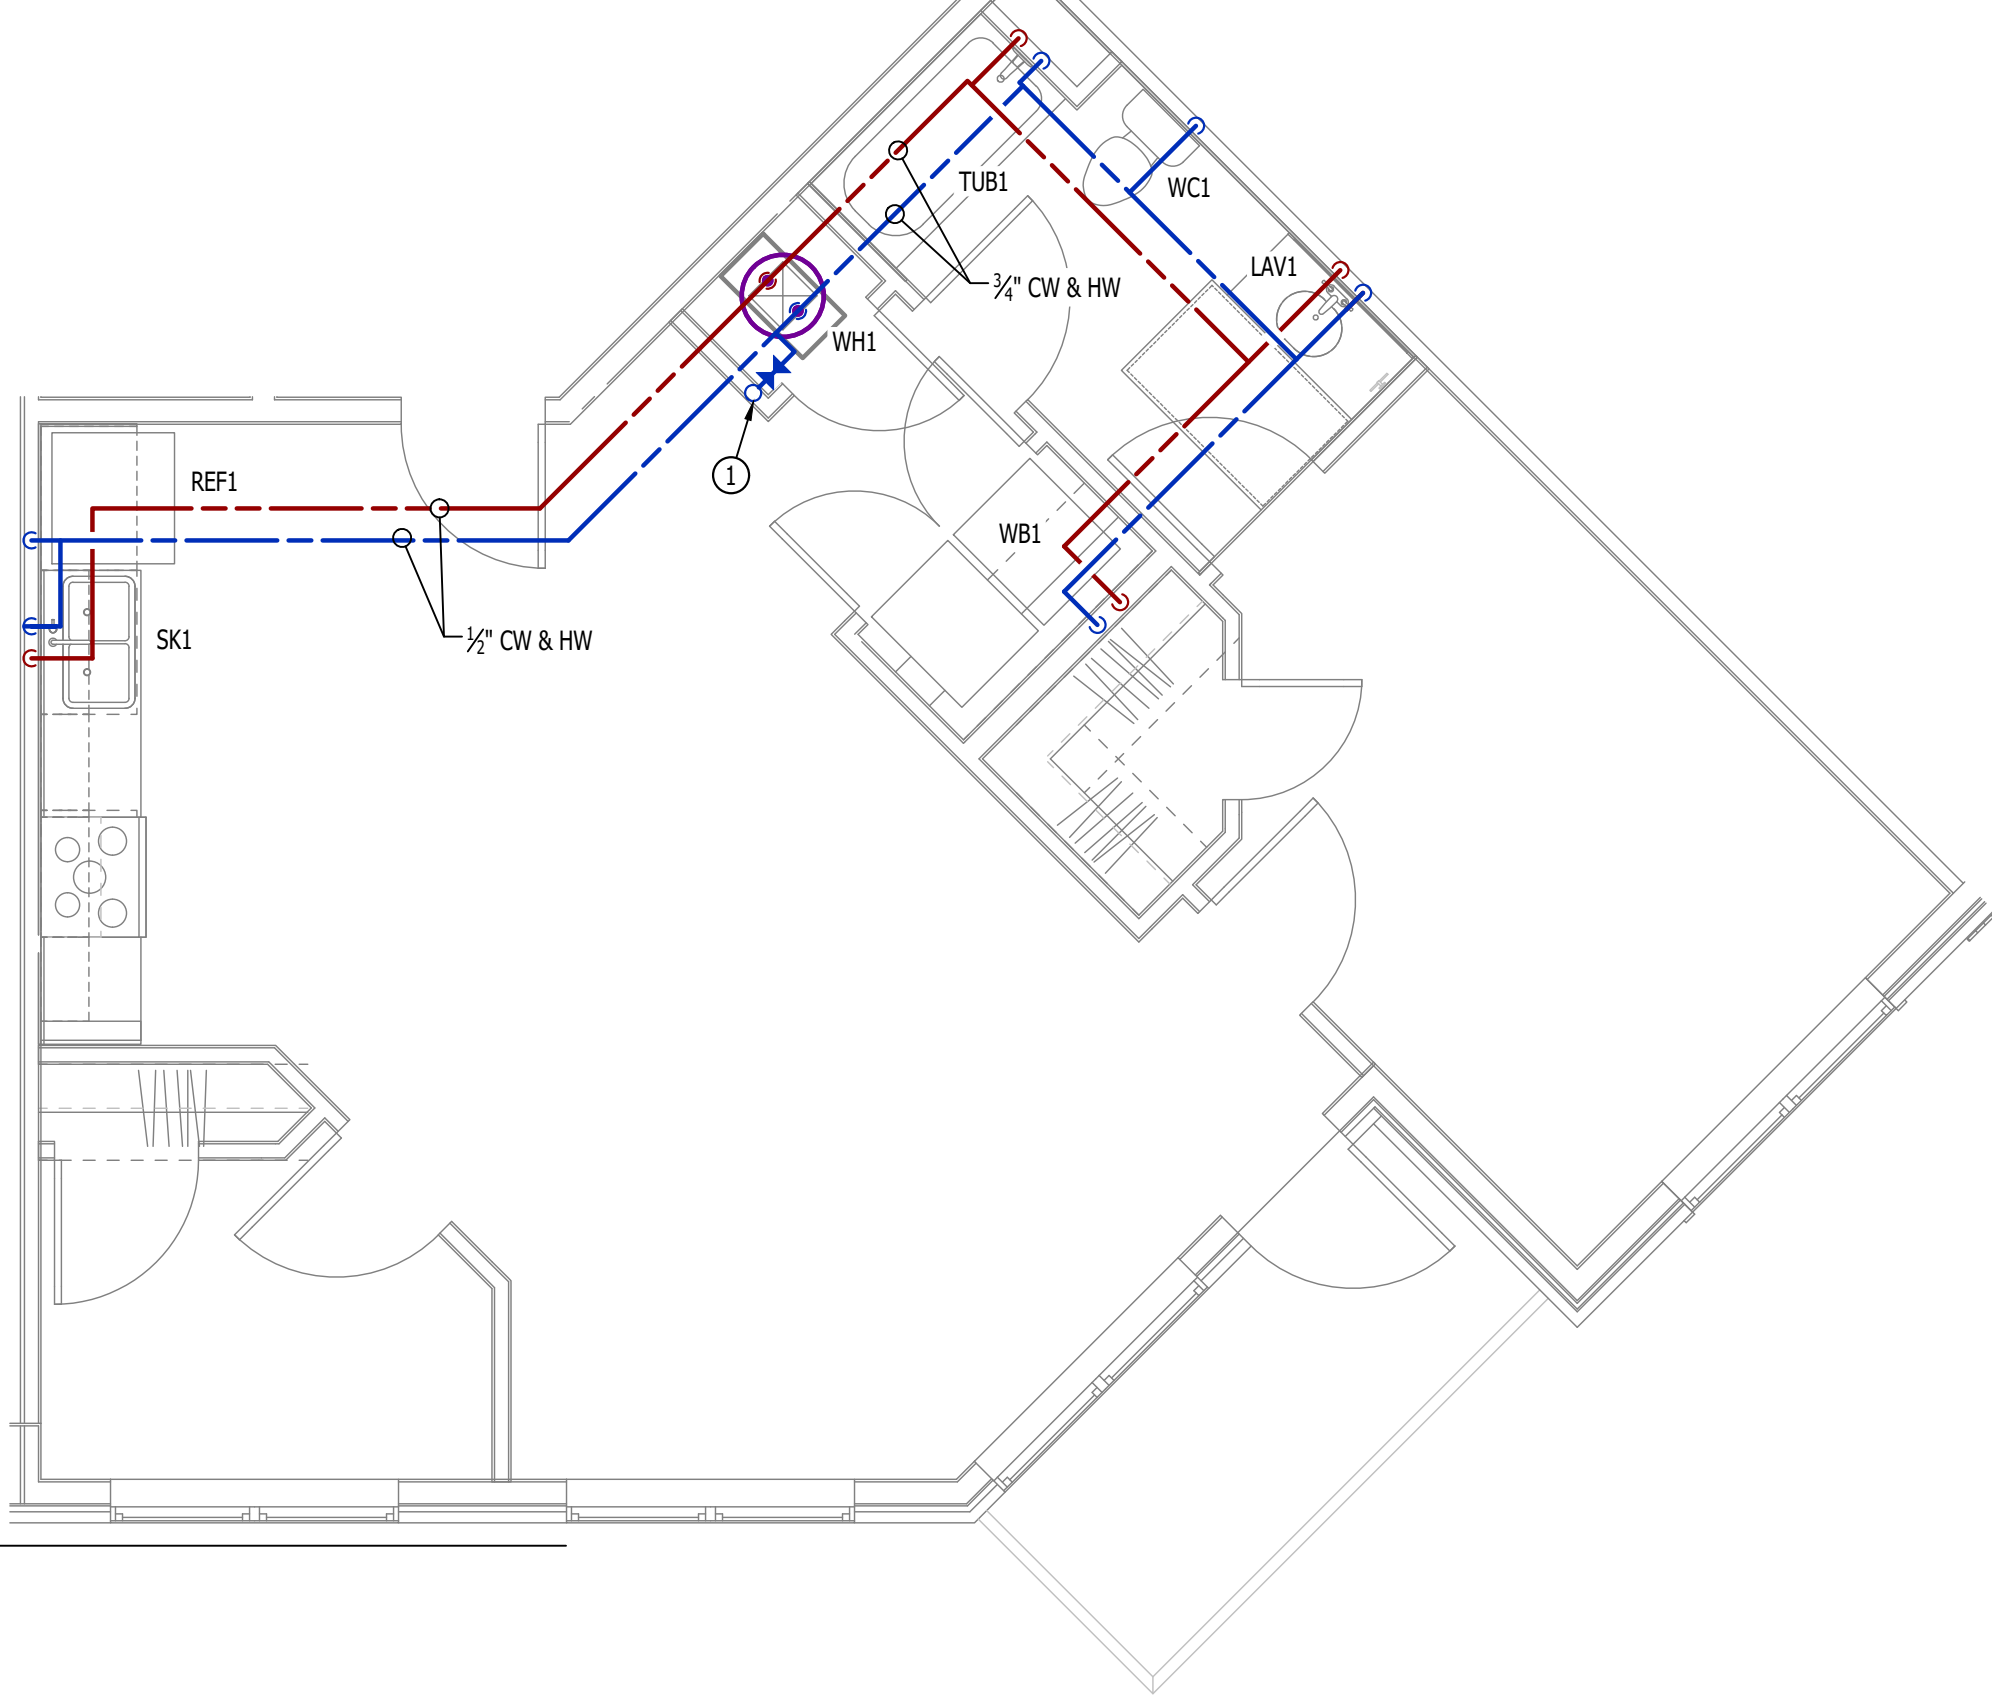 TUB1
WC1
LAV1
¾" CW & HW
WH1
REF1
1
WB1
SK1
½" CW & HW